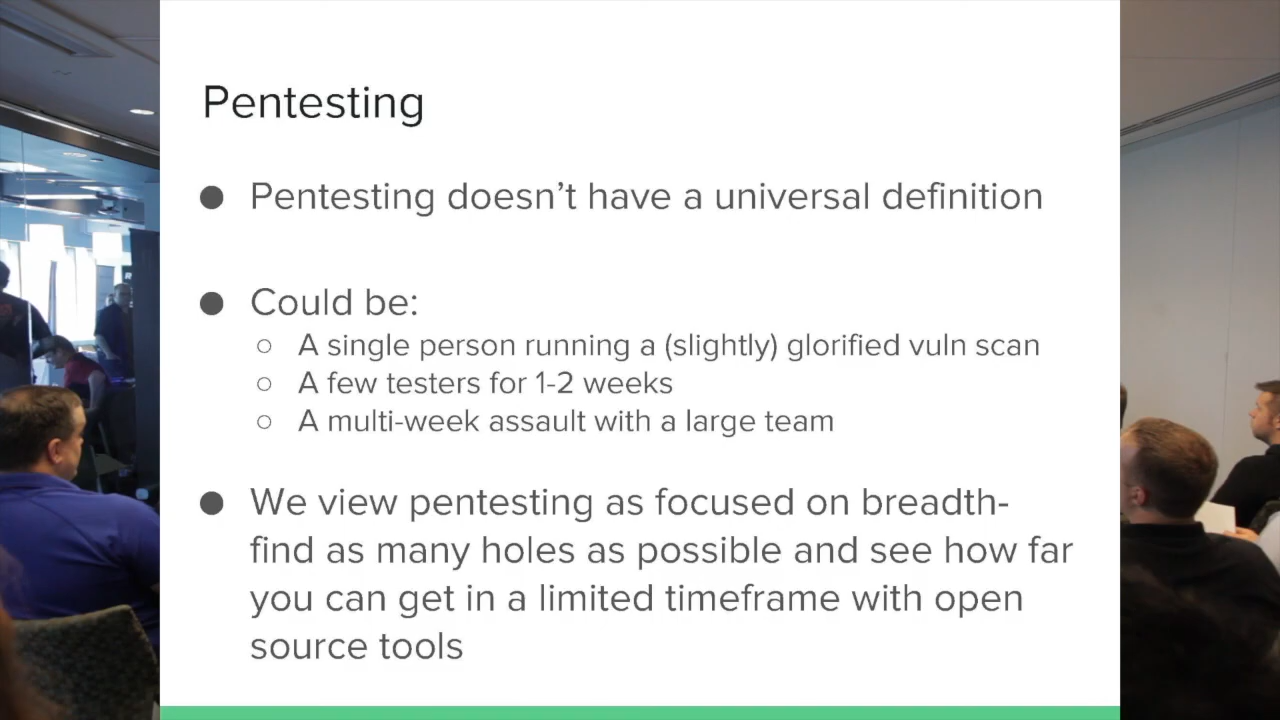 Pentesting
● Pentesting doesn't have a universal definition
● Could be:
○ A single person running a (slightly) glorified vuln scan
○ A few testers for 1-2 weeks
○ A multi-week assault with a large team
● We view pentesting as focused on breadth-
find as many holes as possible and see how far
you can get in a limited timeframe with open
source tools